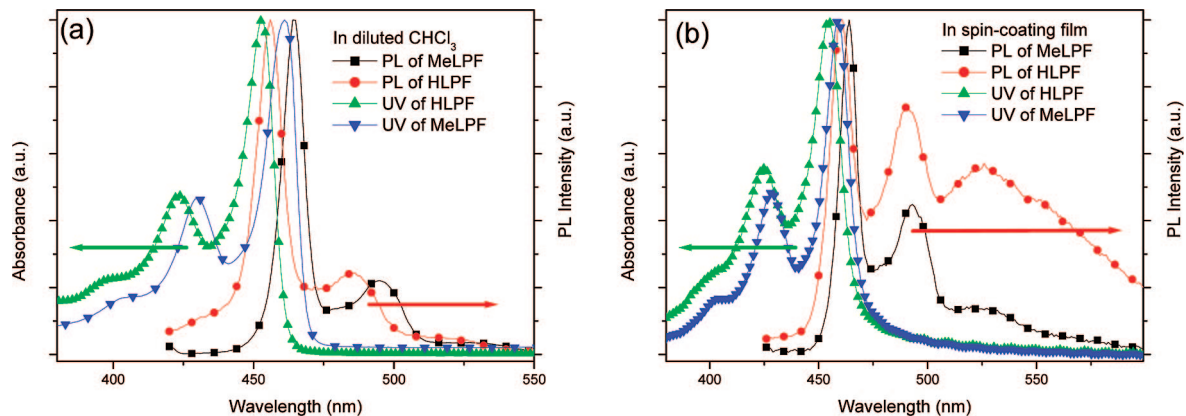 (a)
In diluted CHCl3
PL of MeLPF
PL of HLPF
UV of HLPF
UV of MeLPF
Absorbance (a.u.)
PL Intensity (a.u.)
400 450 500 550
Wavelength (nm)
(b)
In spin-coating film
PL of MeLPF
PL of HLPF
UV of HLPF
UV of MeLPF
Absorbance (a.u.)
PL Intensity (a.u.)
400 450 500 550
Wavelength (nm)